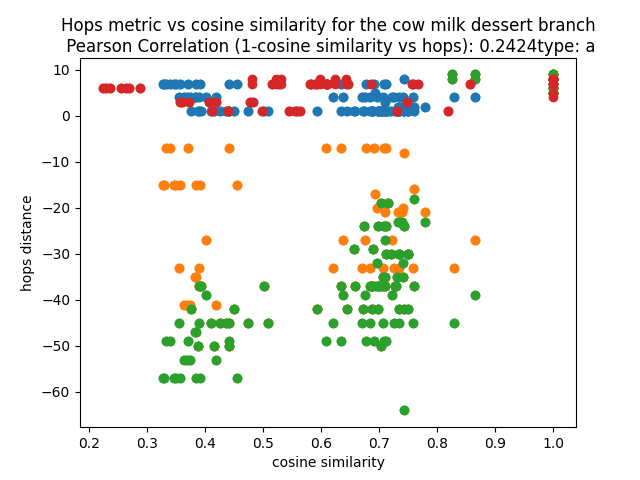 Hops metric vs cosine similarity for the cow milk dessert branch
Pearson Correlation (1-cosine similarity vs hops): 0.2424type: a
10
0
−10
−20
−30
−40
−50
−60
hops distance
0.2 0.3 0.4 0.5 0.6 0.7 0.8 0.9 1.0
cosine similarity